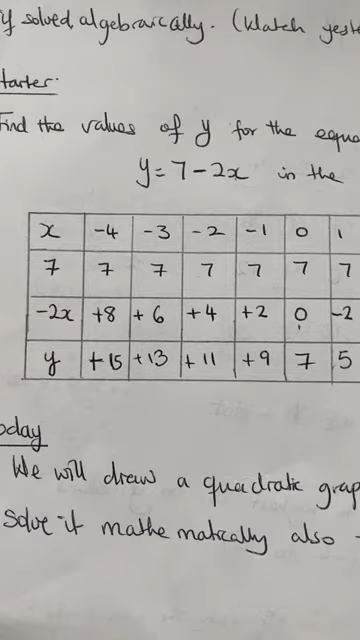 if solved algebraically. (Watch yeste
tarter.
Find the values of y for the equa
y = 7 - 2x in the
x -4 -3 -2 -1 0 1
7 7 7 7 7 7 7
-2x +8 +6 +4 +2 0 -2
y +15 +13 +11 +9 7 5
oday
We will draw a quadratic grap
Solve it mathematically also